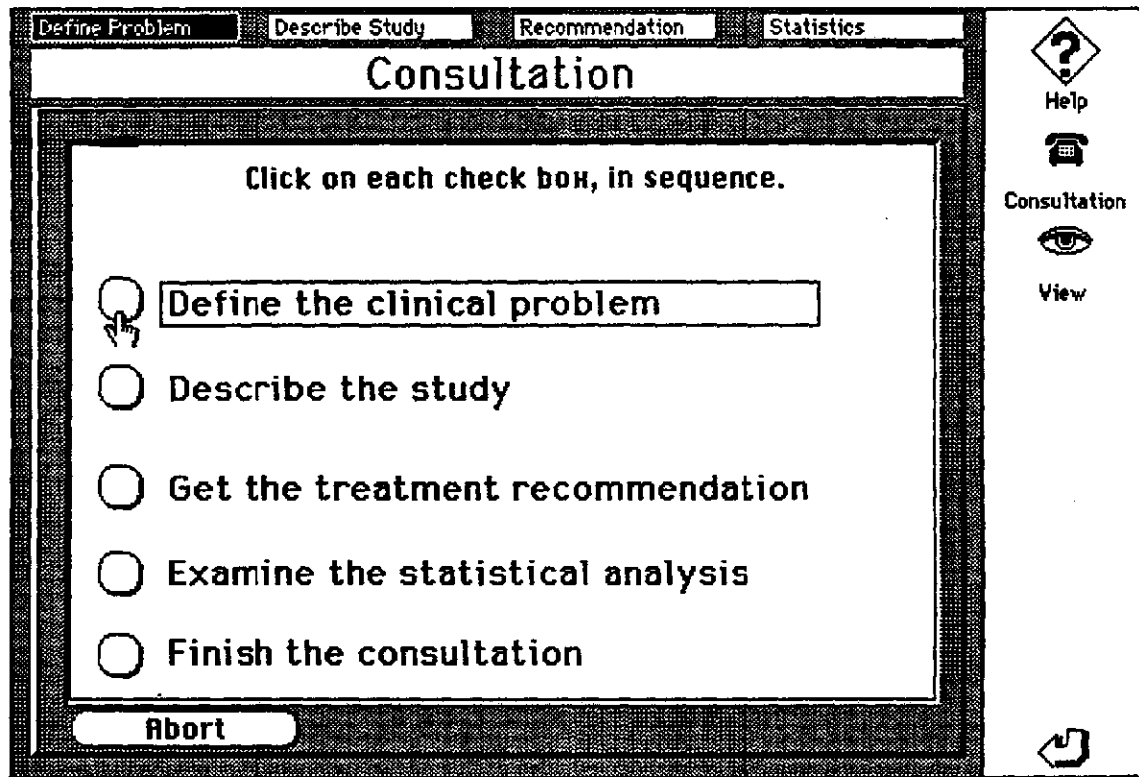 Define Problem
Describe Study
Recommendation
Statistics
Consultation
Help
Consultation
View
Click on each check box, in sequence.
Define the clinical problem
Describe the study
Get the treatment recommendation
Examine the statistical analysis
Finish the consultation
Abort